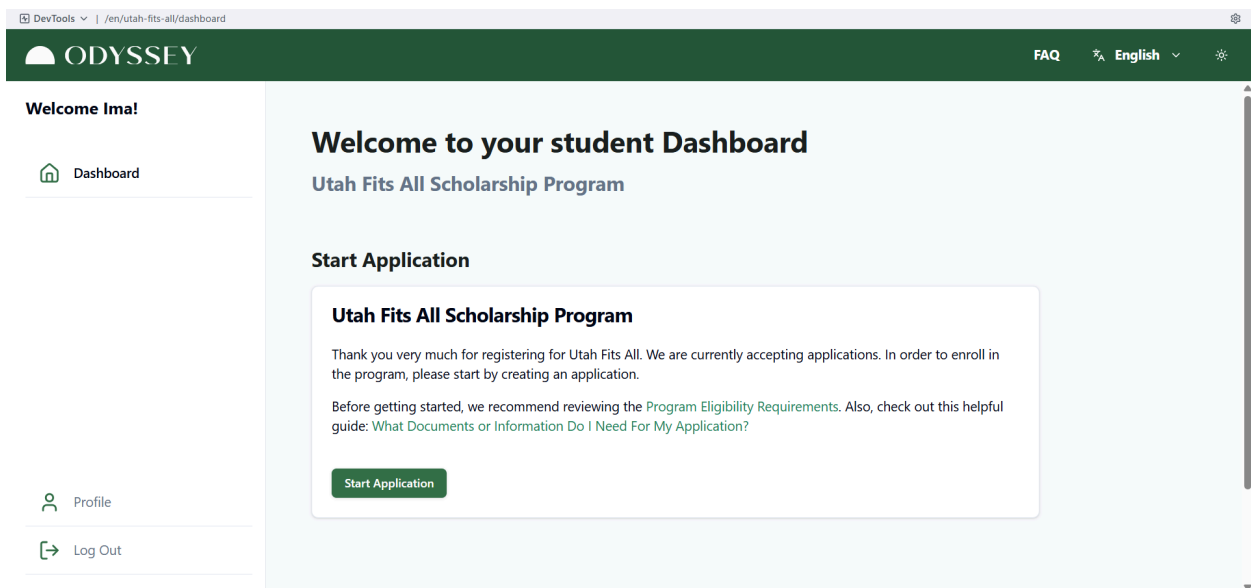 DevTools | /en/utah-fits-all/dashboard
ODYSSEY
FAQ
English
Welcome Ima!
Dashboard
Welcome to your student Dashboard
Utah Fits All Scholarship Program
Start Application
Utah Fits All Scholarship Program
Thank you very much for registering for Utah Fits All. We are currently accepting applications. In order to enroll in
the program, please start by creating an application.
Before getting started, we recommend reviewing the Program Eligibility Requirements. Also, check out this helpful
guide: What Documents or Information Do I Need For My Application?
Start Application
Profile
Log Out